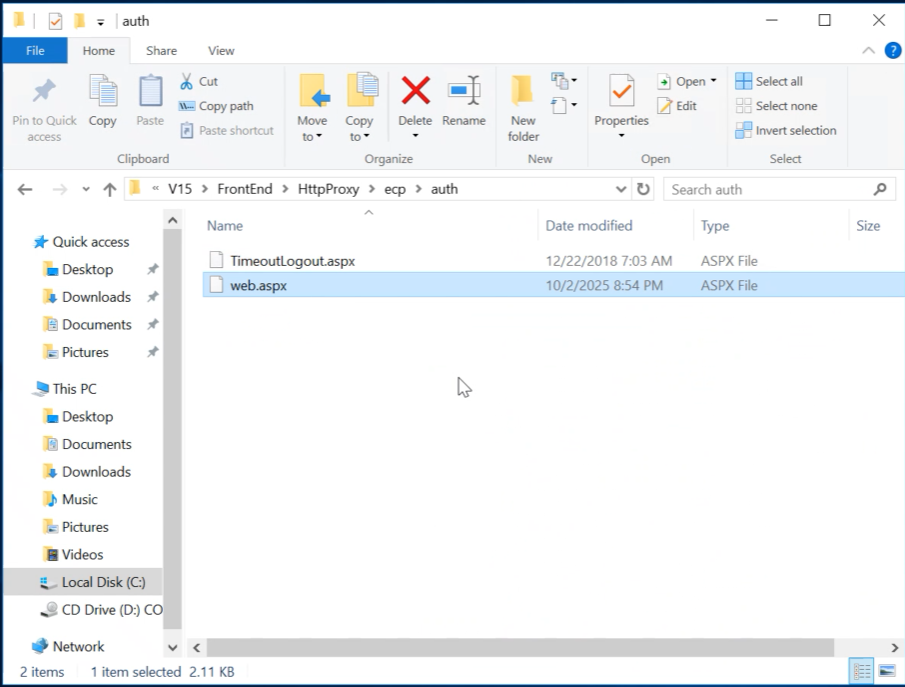 auth
File Home Share View
Pin to Quick access
Copy
Paste
Cut
Copy path
Paste shortcut
Clipboard
Move to
Copy to
Delete
Rename
Organize
New folder
New
Properties
Open
Edit
Open
Select all
Select none
Invert selection
Select
« V15 > FrontEnd > HttpProxy > ecp > auth
Search auth
Name Date modified Type Size
TimeoutLogout.aspx 12/22/2018 7:03 AM ASPX File
web.aspx 10/2/2025 8:54 PM ASPX File
Quick access
Desktop
Downloads
Documents
Pictures
This PC
Desktop
Documents
Downloads
Music
Pictures
Videos
Local Disk (C:)
CD Drive (D:) CO
Network
2 items 1 item selected 2.11 KB